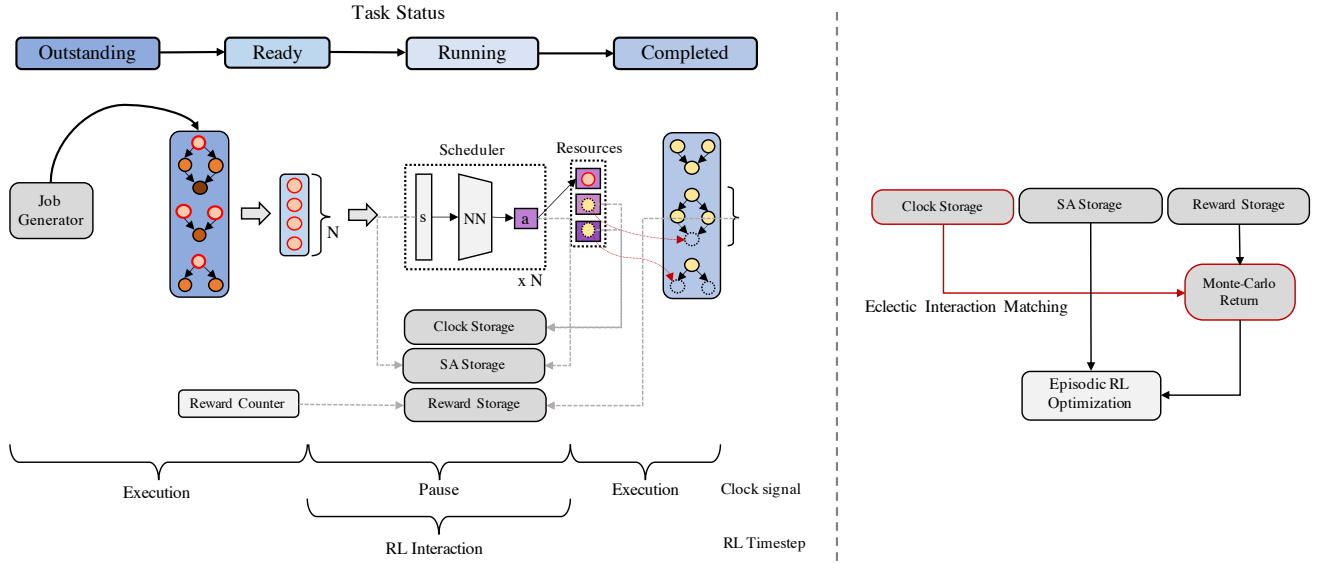 Task Status
Outstanding
Ready
Running
Completed
Job
Generator
N
Scheduler
s
NN
a
x N
Resources
Clock Storage
SA Storage
Reward Counter
Reward Storage
Execution
Pause
Execution
Clock signal
RL Interaction
RL Timestep
Clock Storage
SA Storage
Reward Storage
Eclectic Interaction Matching
Monte-Carlo
Return
Episodic RL
Optimization